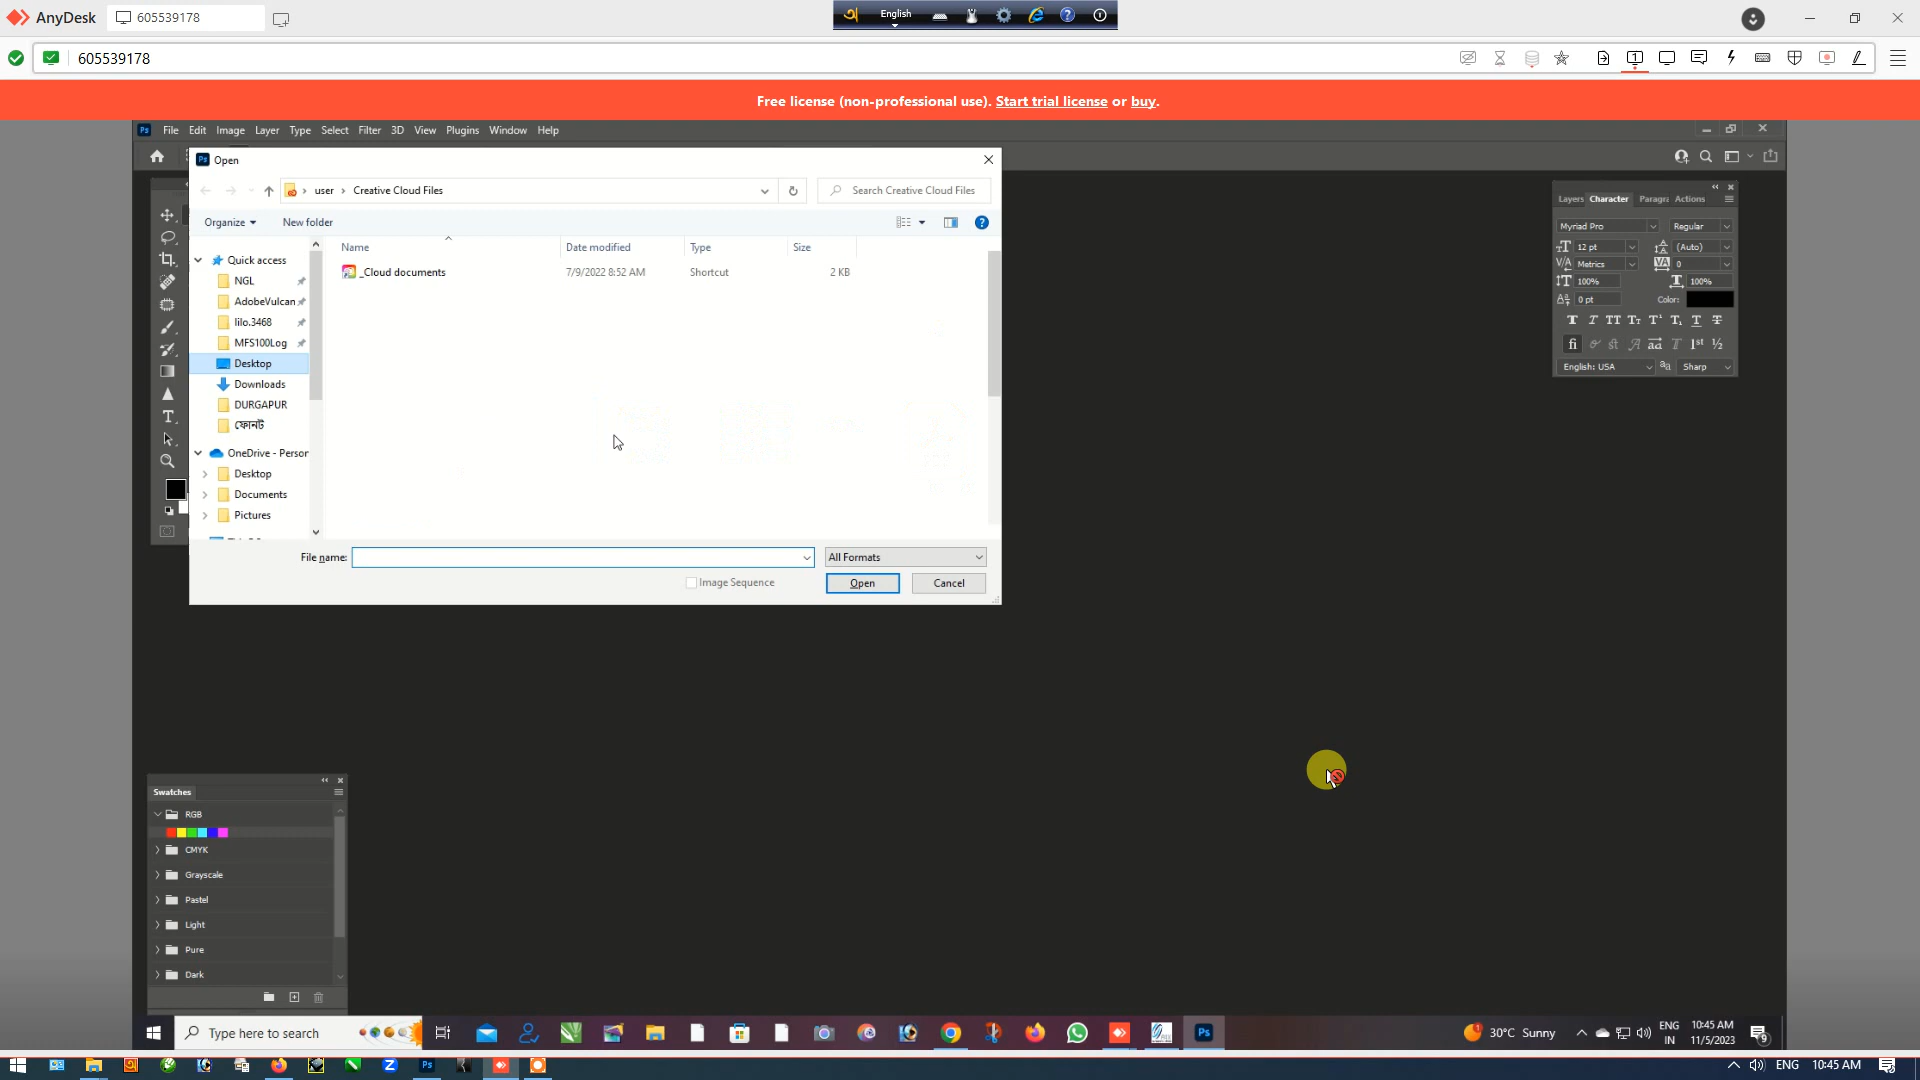 AnyDesk 605539178
English
605539178
Free license (non-professional use). Start trial license or buy.
Ps File Edit Image Layer Type Select Filter 3D View Plugins Window Help
Ps Open
user › Creative Cloud Files
Search Creative Cloud Files
Organize New folder
Name Date modified Type Size
_Cloud documents 7/9/2022 8:52 AM Shortcut 2 KB
Quick access
NGL
AdobeVulcan
lilo.3468
MFS100Log
Desktop
Downloads
DURGAPUR
ফোনট
OneDrive - Person
Desktop
Documents
Pictures
File name: All Formats
Image Sequence Open Cancel
Layers Character Paragra Actions
Myriad Pro Regular
12 pt (Auto)
Metrics 0
100% 100%
0 pt Color:
English: USA Sharp
Swatches
RGB
CMYK
Grayscale
Pastel
Light
Pure
Dark
Type here to search
30°C Sunny
ENG IN
10:45 AM 11/5/2023
9
ENG 10:45 AM